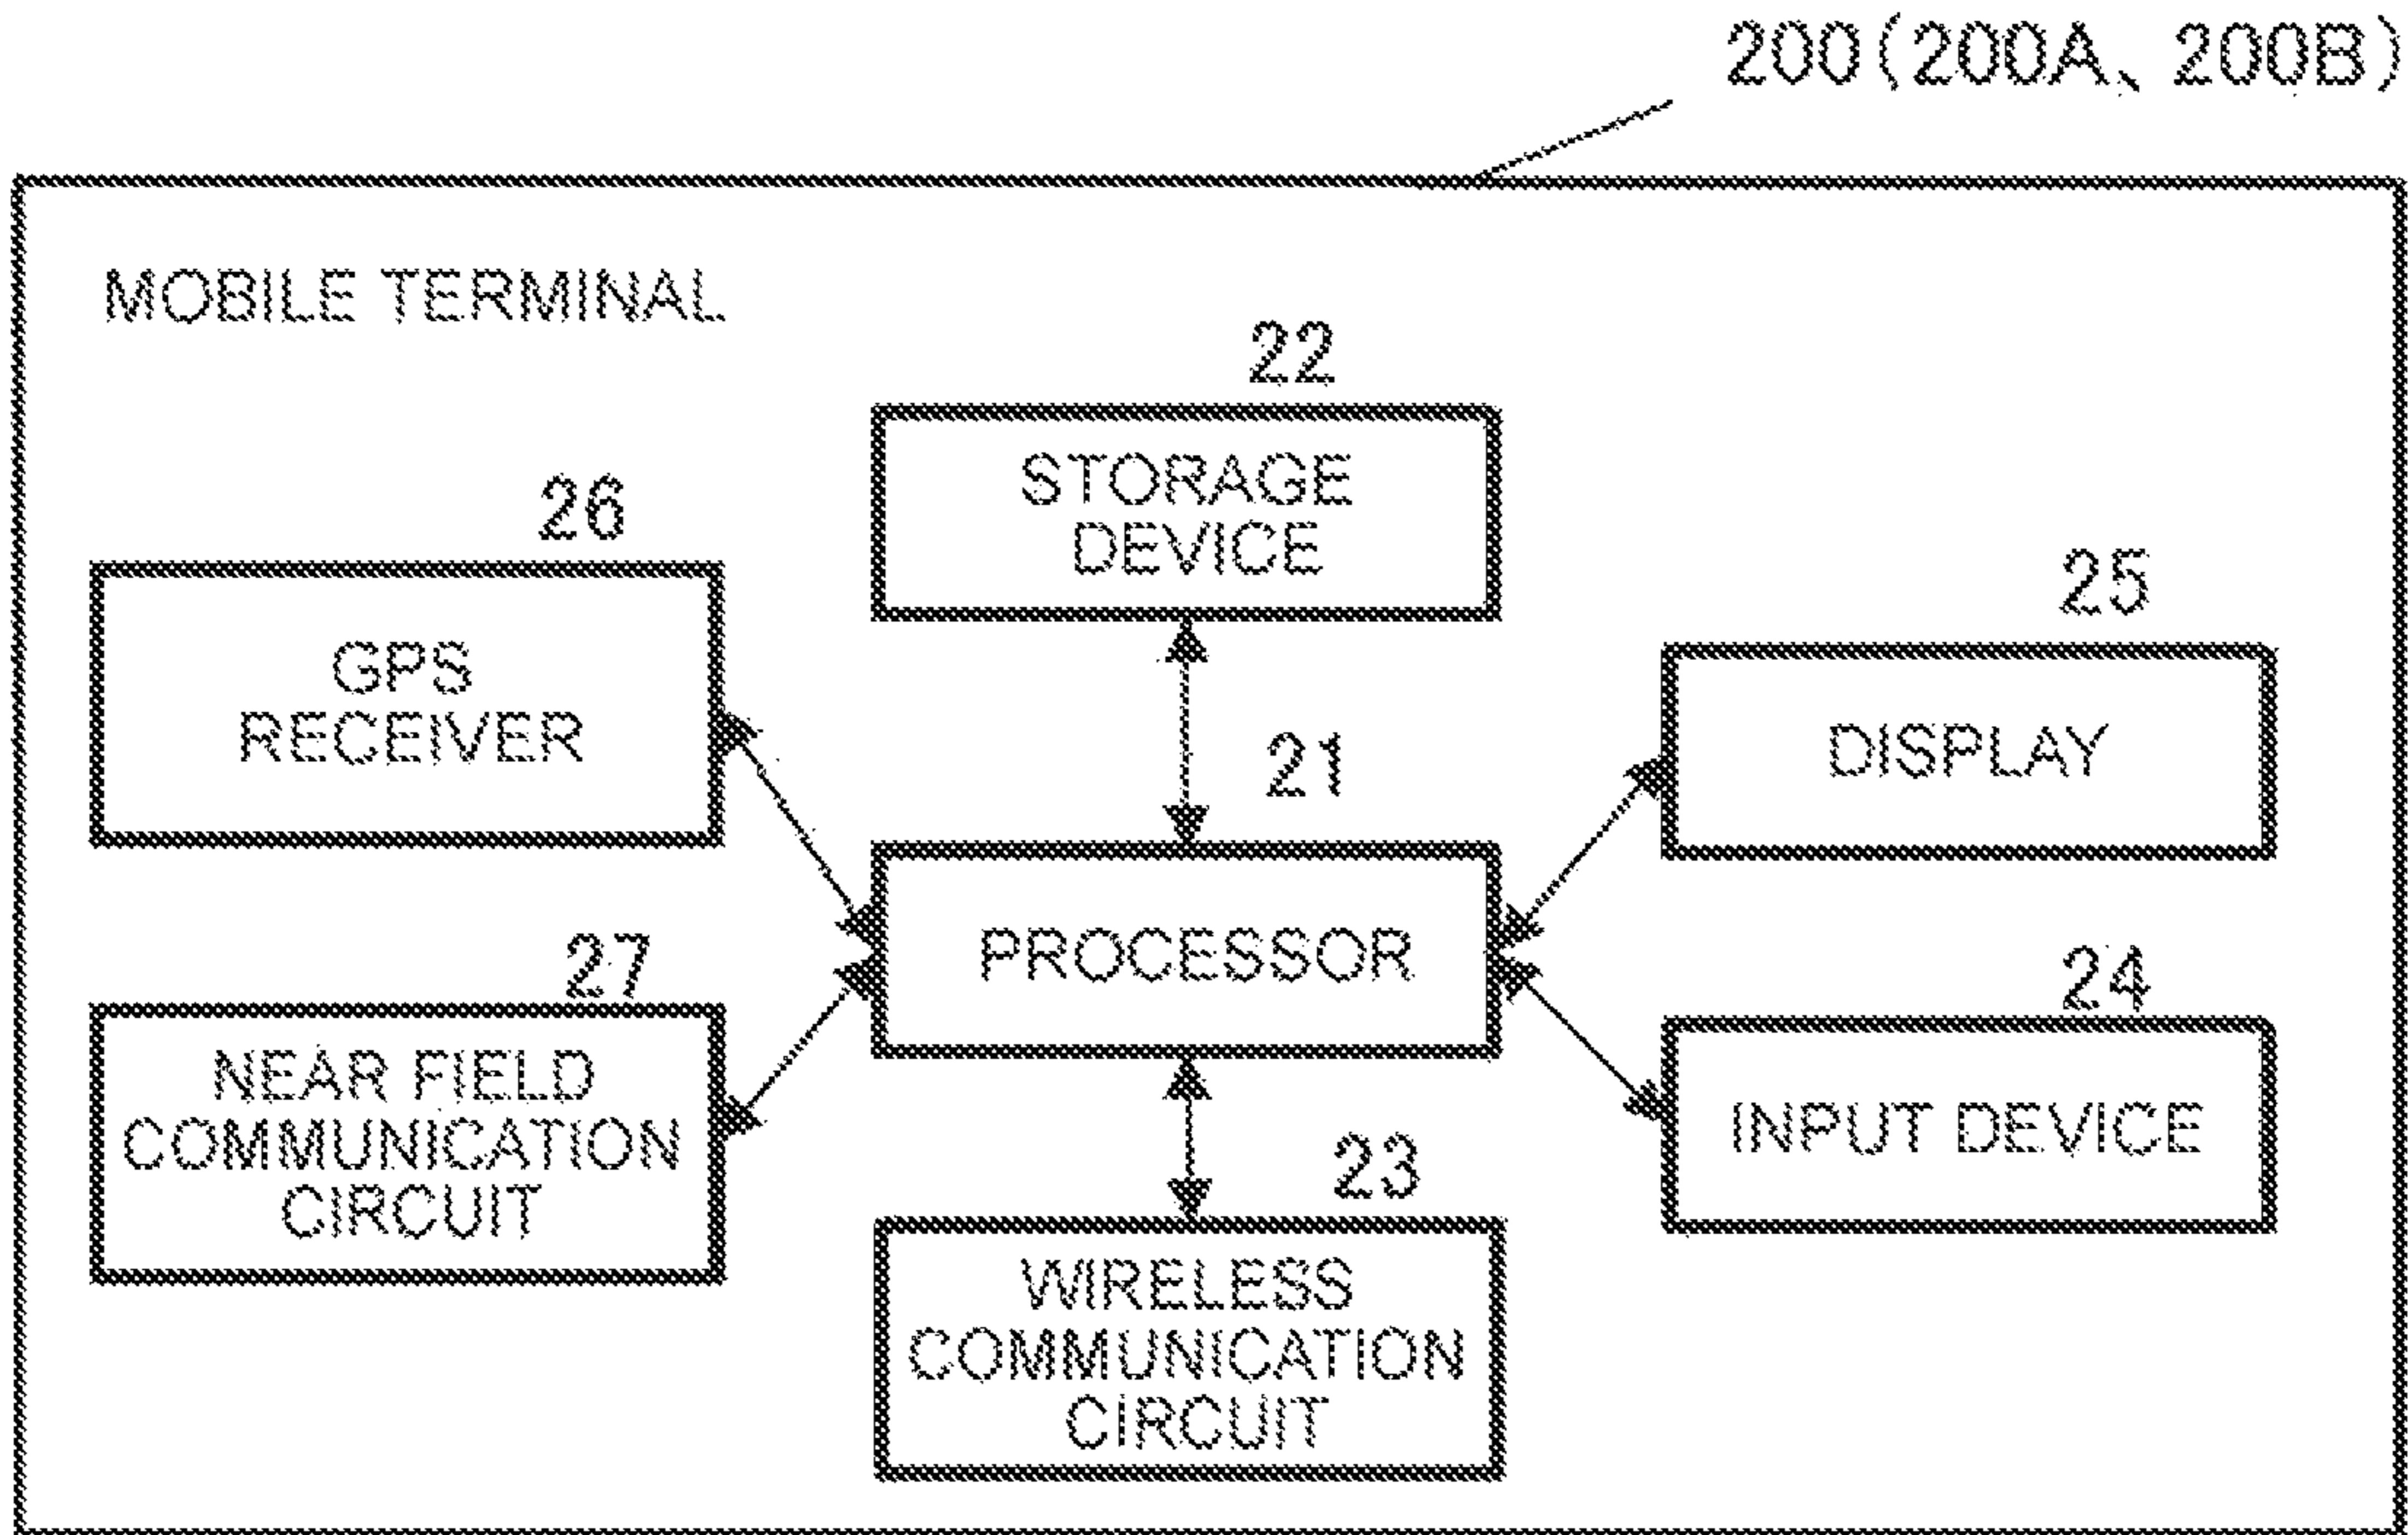 200(200A、200B)
MOBILE TERMINAL
22
STORAGE
DEVICE
26
GPS
RECEIVER
25
DISPLAY
21
PROCESSOR
27
NEAR FIELD
COMMUNICATION
CIRCUIT
24
INPUT DEVICE
23
WIRELESS
COMMUNICATION
CIRCUIT